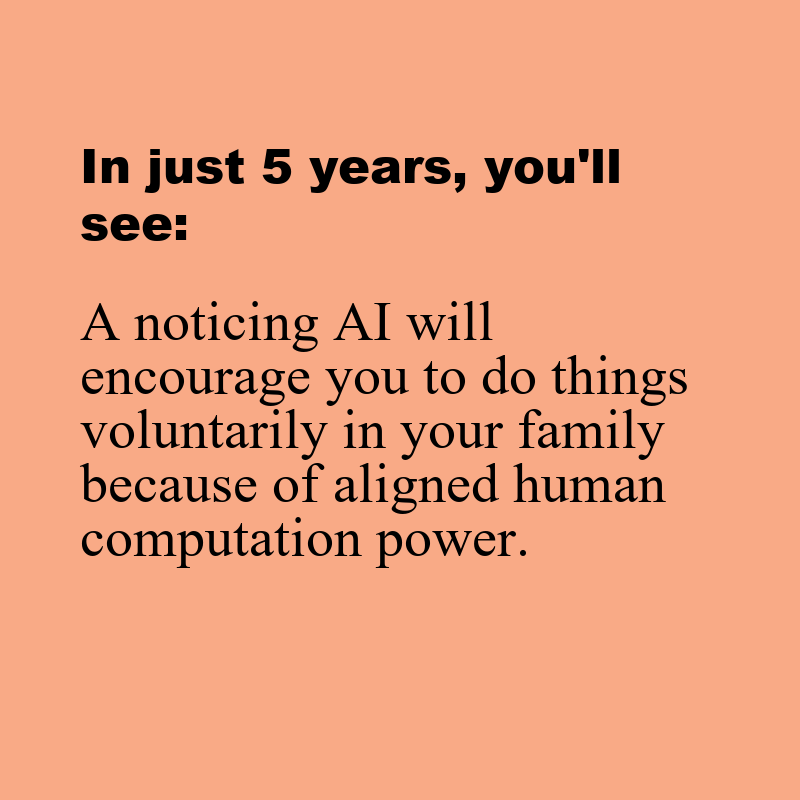 In just 5 years, you'll
see:
A noticing AI will
encourage you to do things
voluntarily in your family
because of aligned human
computation power.